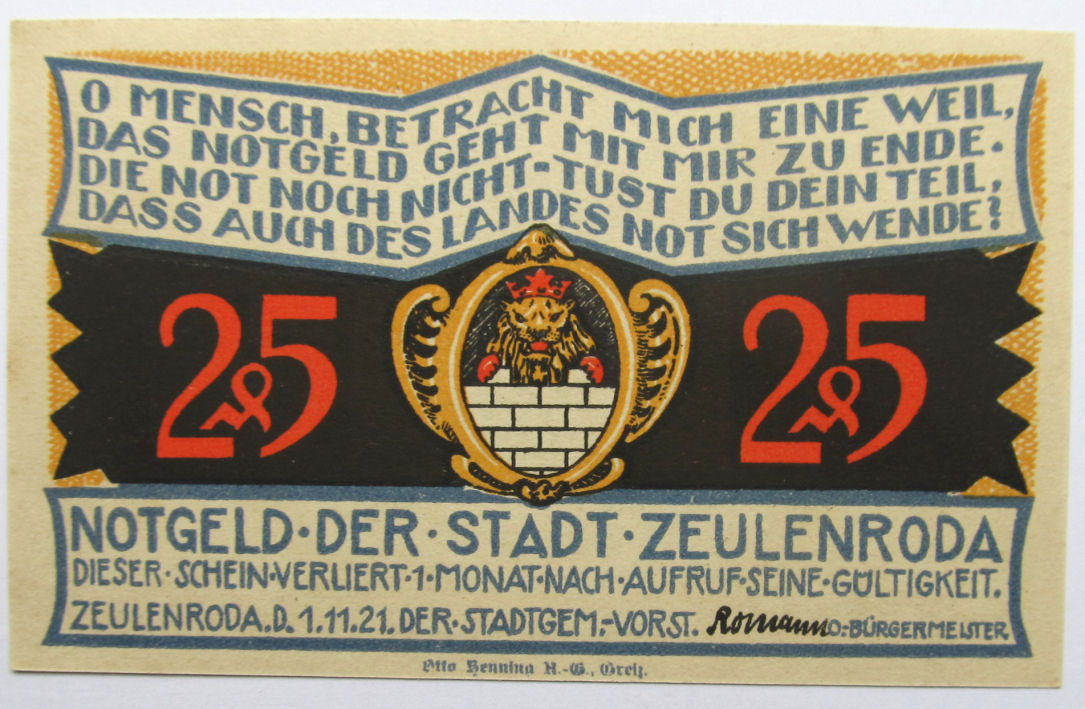 O MENSCH, BETRACHT MICH EINE WEIL,
DAS NOTGELD GEHT MIT MIR ZU ENDE.
DIE NOT NOCH NICHT-TUST DU DEIN TEIL,
DASS AUCH DES LANDES NOT SICH WENDE?
25 ₰ 25 ₰
NOTGELD·DER·STADT·ZEULENRODA
DIESER·SCHEIN·VERLIERT·1·MONAT·NACH·AUFRUF·SEINE·GÜLTIGKEIT.
ZEULENRODA.D. 1.11.21. DER·STADTGEM.-VORST. Romann O.-BÜRGERMEISTER
Otto Henning A.-G., Greiz.